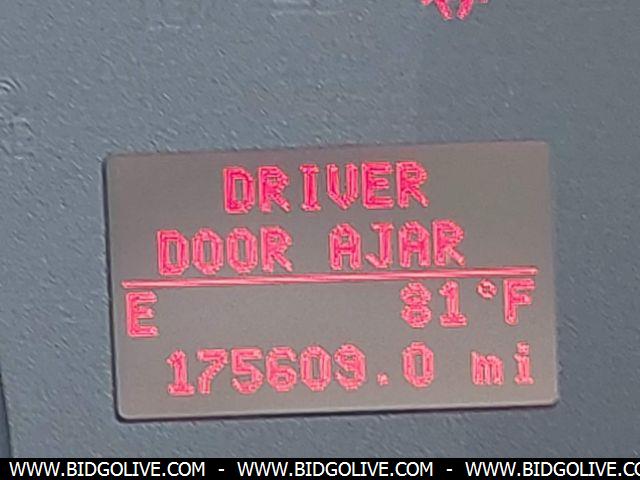 DRIVER
DOOR AJAR
E 81°F
175609.0 mi
WWW.BIDGOLIVE.COM - WWW.BIDGOLIVE.COM - WWW.BIDGOLIVE.CO